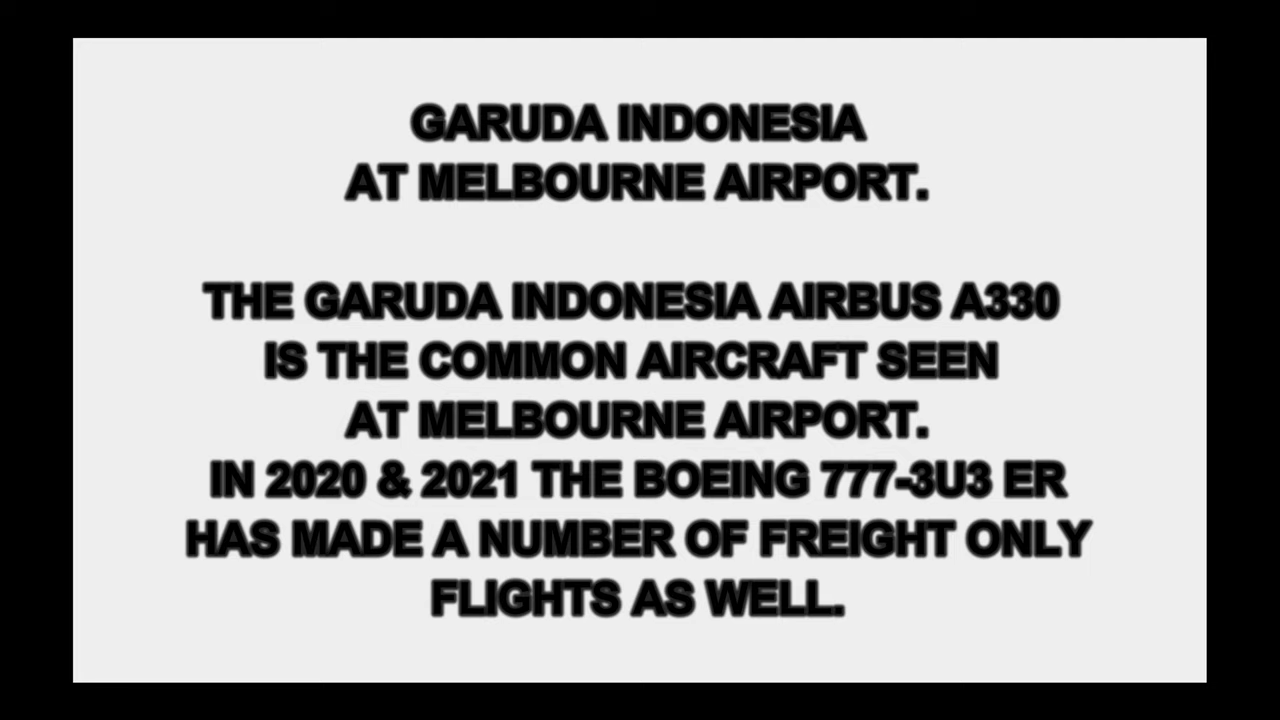 GARUDA INDONESIA
AT MELBOURNE AIRPORT.
THE GARUDA INDONESIA AIRBUS A330
IS THE COMMON AIRCRAFT SEEN
AT MELBOURNE AIRPORT.
IN 2020 & 2021 THE BOEING 777-3U3 ER
HAS MADE A NUMBER OF FREIGHT ONLY
FLIGHTS AS WELL.